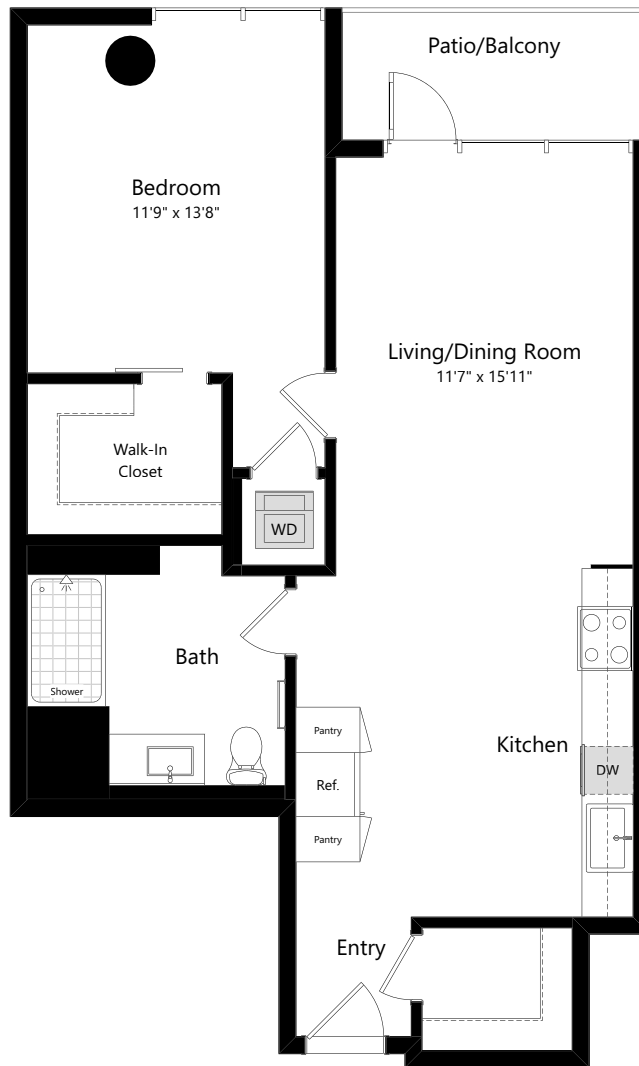 Patio/Balcony
Bedroom
11'9" x 13'8"
Living/Dining Room
11'7" x 15'11"
Walk-In
Closet
WD
Bath
Shower
Pantry
Kitchen
DW
Ref.
Pantry
Entry